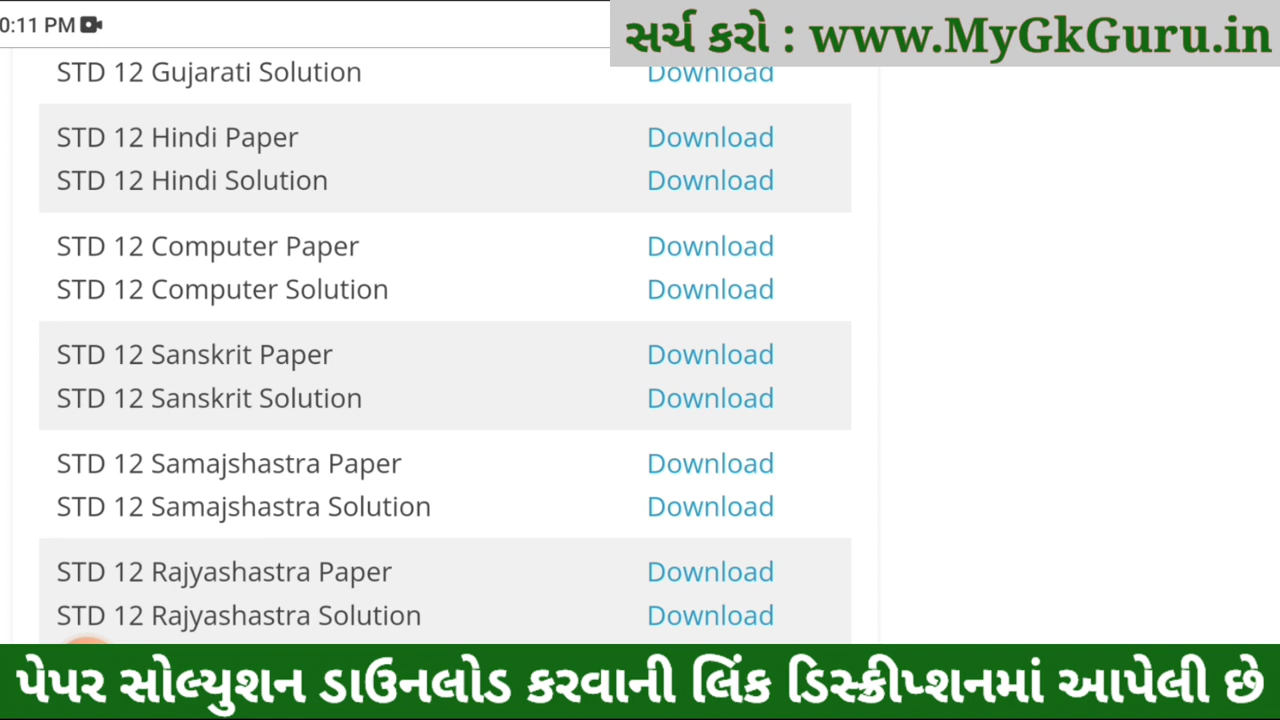 0:11 PM
સર્ચ કરો : www.MyGkGuru.in
STD 12 Gujarati Solution Download
STD 12 Hindi Paper Download
STD 12 Hindi Solution Download
STD 12 Computer Paper Download
STD 12 Computer Solution Download
STD 12 Sanskrit Paper Download
STD 12 Sanskrit Solution Download
STD 12 Samajshastra Paper Download
STD 12 Samajshastra Solution Download
STD 12 Rajyashastra Paper Download
STD 12 Rajyashastra Solution Download
પેપર સોલ્યુશન ડાઉનલોડ કરવાની લિંક ડિસ્ક્રીપ્શનમાં આપેલી છે